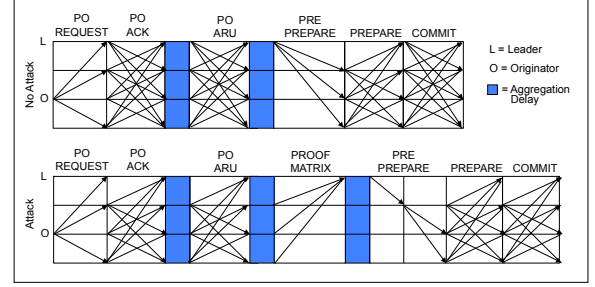 PO REQUEST
PO ACK
PO ARU
PRE PREPARE
PREPARE
COMMIT
L
No Attack
O
L = Leader
O = Originator
= Aggregation
Delay
PO REQUEST
PO ACK
PO ARU
PROOF MATRIX
PRE PREPARE
PREPARE
COMMIT
L
Attack
O